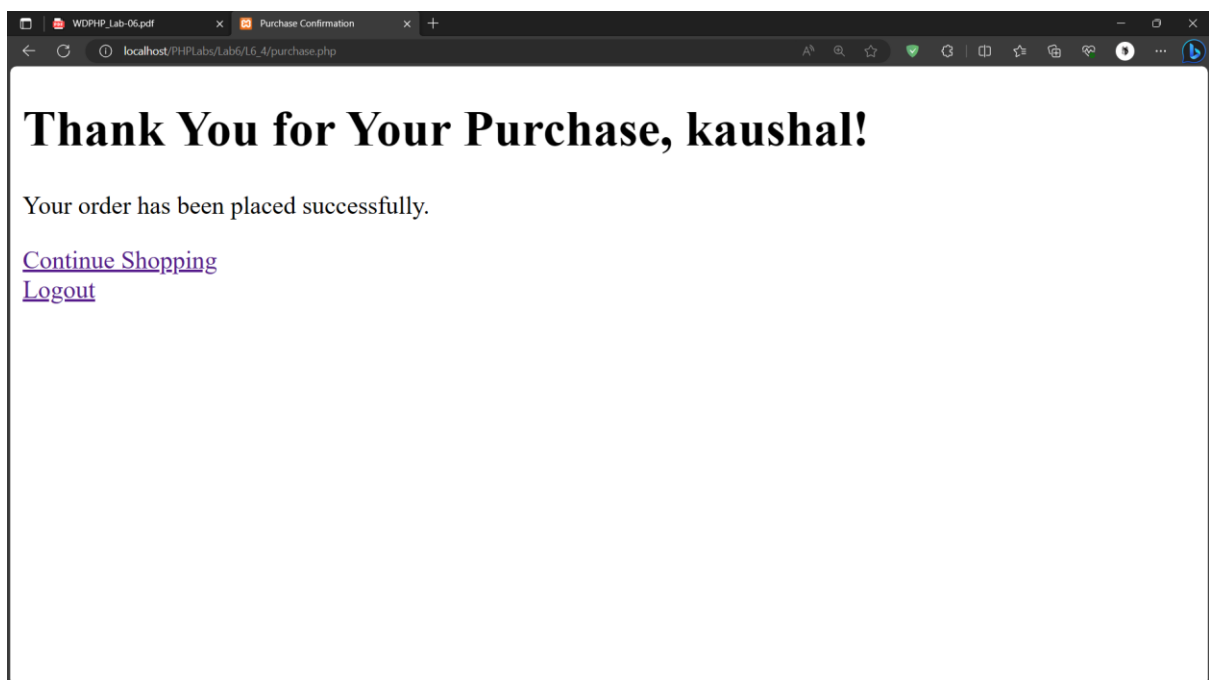 WDPHP_Lab-06.pdf
Purchase Confirmation
localhost/PHPLabs/Lab6/L6_4/purchase.php
Thank You for Your Purchase, kaushal!
Your order has been placed successfully.
Continue Shopping
Logout